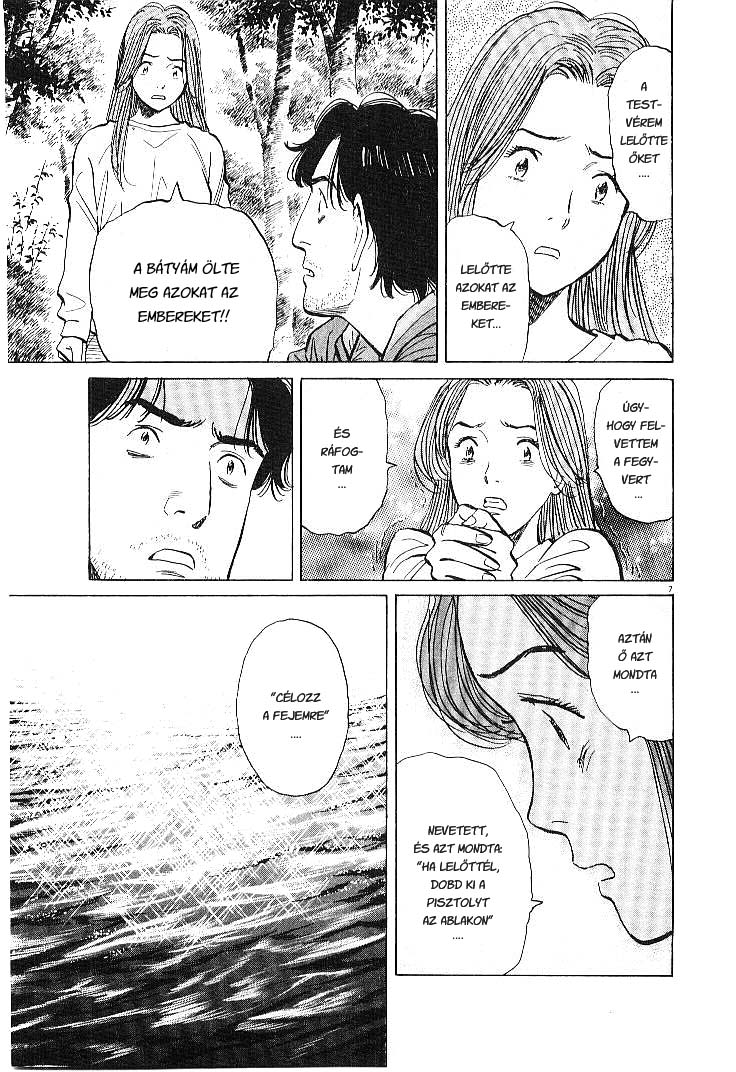 A
TEST-
VÉREM
LELŐTTE
ŐKET
....
LELŐTTE
AZOKAT AZ
EMBERE-
KET...
A BÁTYÁM ÖLTE
MEG AZOKAT AZ
EMBEREKET!!
ÚGY-
HOGY FEL-
VETTEM
A FEGY-
VERT
...
ÉS
RÁFOG-
TAM
...
7
AZTÁN
Ő AZT
MONDTA
...
NEVETETT,
ÉS AZT MONDTA:
"HA LELŐTTÉL,
DOBD KI A
PISZTOLYT
AZ ABLAKON"
....
"CÉLOZZ
A FEJEMRE"
....